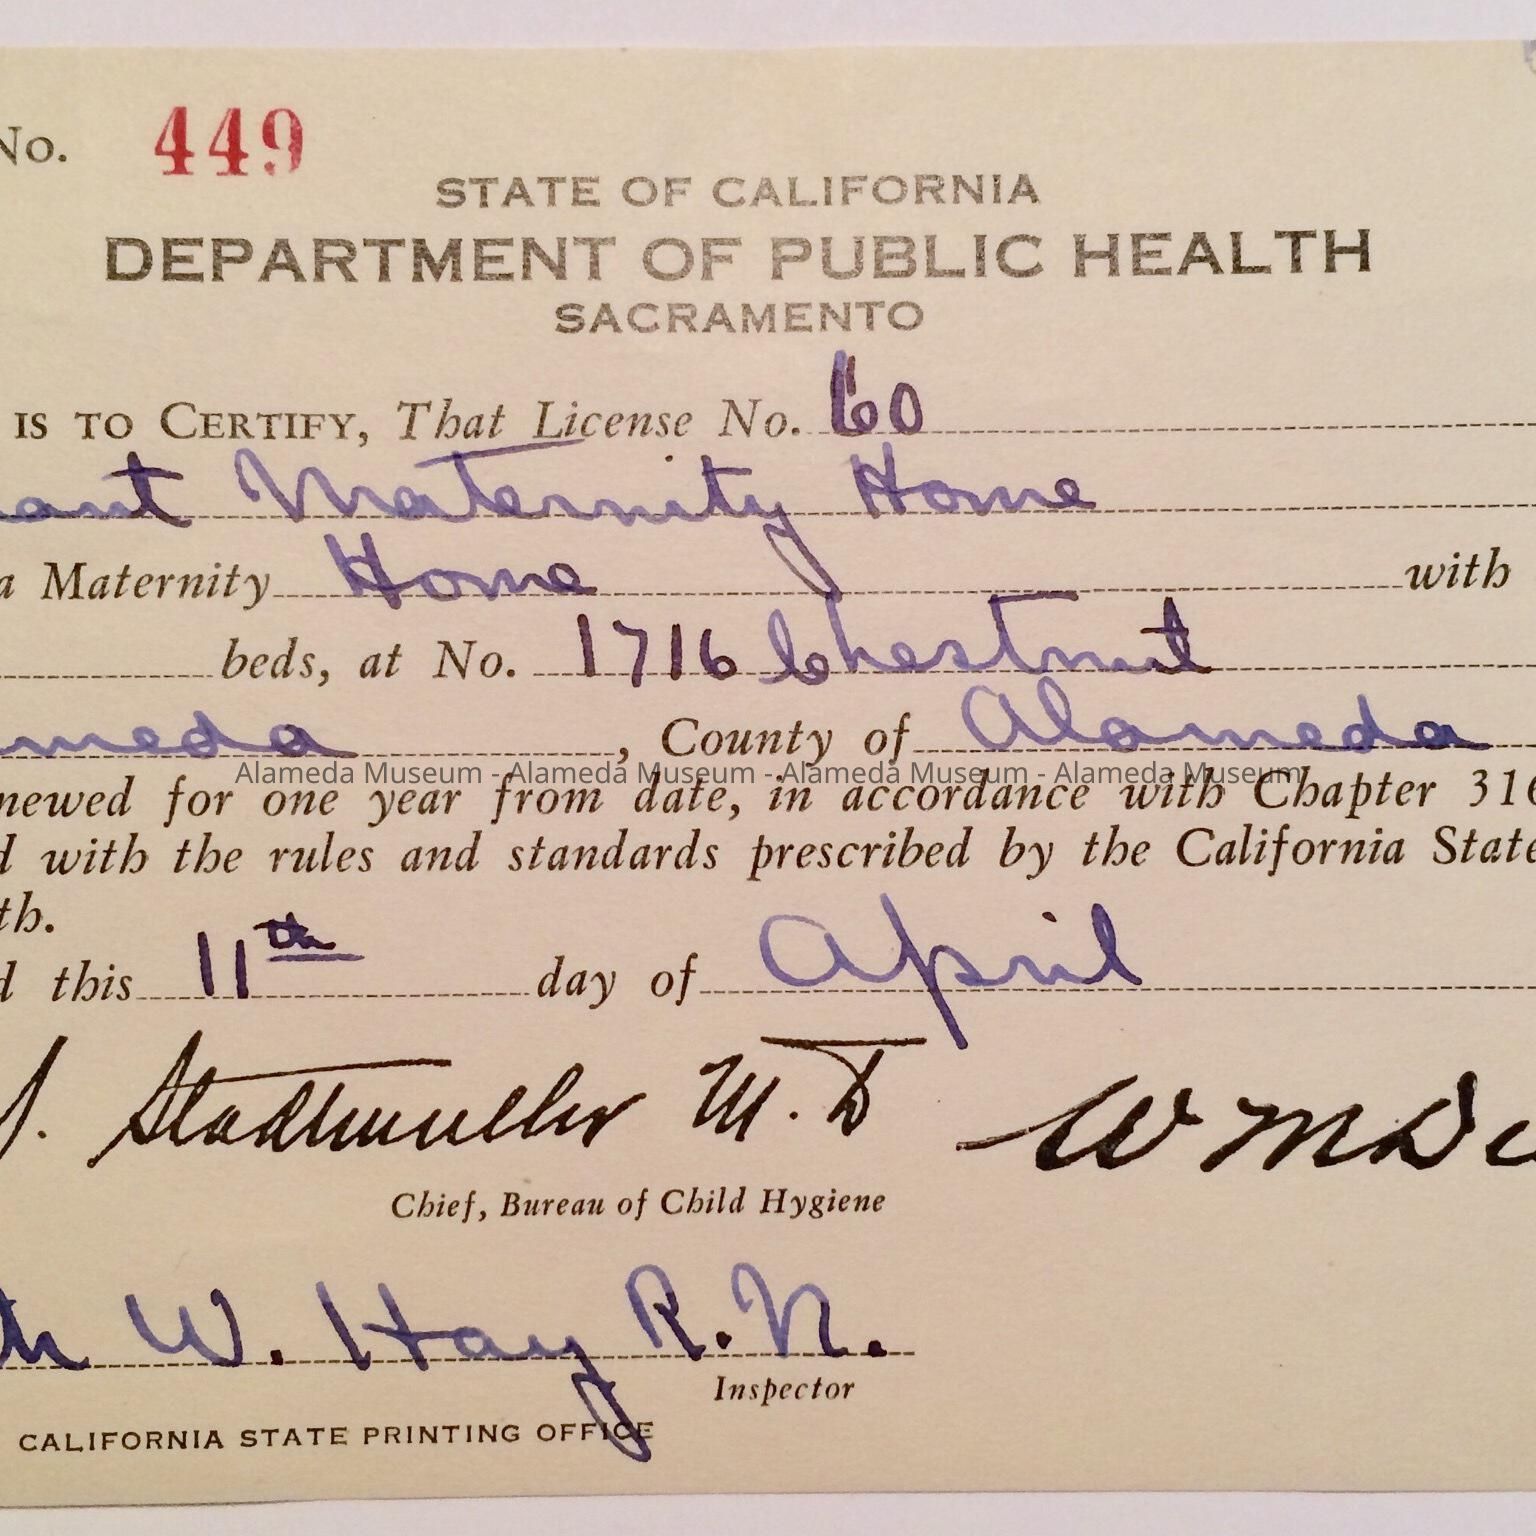 No. 449
STATE OF CALIFORNIA
DEPARTMENT OF PUBLIC HEALTH
SACRAMENTO
IS TO CERTIFY, That License No. 60
ant Maternity Home
a Maternity Home with
beds, at No. 1716 Chestnut
meda, County of Alameda
Alameda Museum - Alameda Museum - Alameda Museum - Alameda Museum
newed for one year from date, in accordance with Chapter 316
d with the rules and standards prescribed by the California State
th.
d this 11th day of April
J. Stadtmuller M.D W M Di
Chief, Bureau of Child Hygiene
th W. Hay R.N.
Inspector
CALIFORNIA STATE PRINTING OFFICE